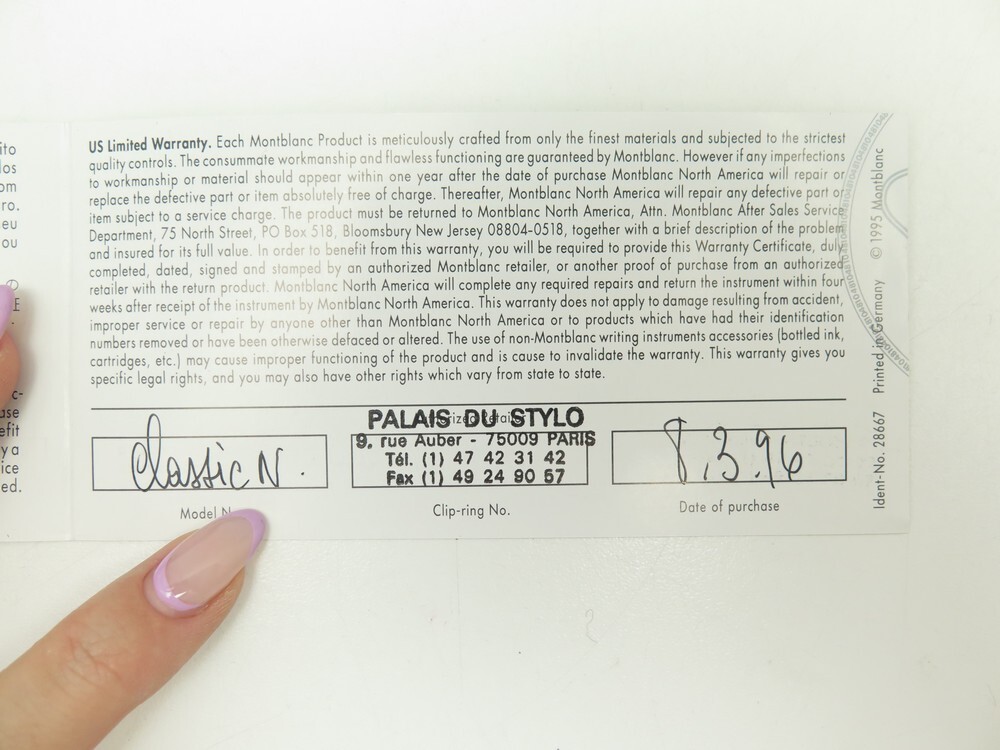 ito
los
om
ro.
eu
ou
E
c-
use
efit
y a
ice
ed.
US Limited Warranty. Each Montblanc Product is meticulously crafted from only the finest materials and subjected to the strictest
quality controls. The consummate workmanship and flawless functioning are guaranteed by Montblanc. However if any imperfections
to workmanship or material should appear within one year after the date of purchase Montblanc North America will repair or
replace the defective part or item absolutely free of charge. Thereafter, Montblanc North America will repair any defective part or
item subject to a service charge. The product must be returned to Montblanc North America, Attn. Montblanc After Sales Service
Department, 75 North Street, PO Box 518, Bloomsbury New Jersey 08804-0518, together with a brief description of the problem
and insured for its full value. In order to benefit from this warranty, you will be required to provide this Warranty Certificate, duly
completed, dated, signed and stamped by an authorized Montblanc retailer, or another proof of purchase from an authorized
retailer with the return product. Montblanc North America will complete any required repairs and return the instrument within four
weeks after receipt of the instrument by Montblanc North America. This warranty does not apply to damage resulting from accident,
improper service or repair by anyone other than Montblanc North America or to products which have had their identification
numbers removed or have been otherwise defaced or altered. The use of non-Montblanc writing instruments accessories (bottled ink,
cartridges, etc.) may cause improper functioning of the product and is cause to invalidate the warranty. This warranty gives you
specific legal rights, and you may also have other rights which vary from state to state.
PALAIS DU STYLO
9, rue Auber - 75009 PARIS
Tél. (1) 47 42 31 42
Fax (1) 49 24 90 57
Classic N.
8.3.96
Model N
Clip-ring No.
Date of purchase
Ident-No. 28667 Printed in Germany © 1995 Montblanc